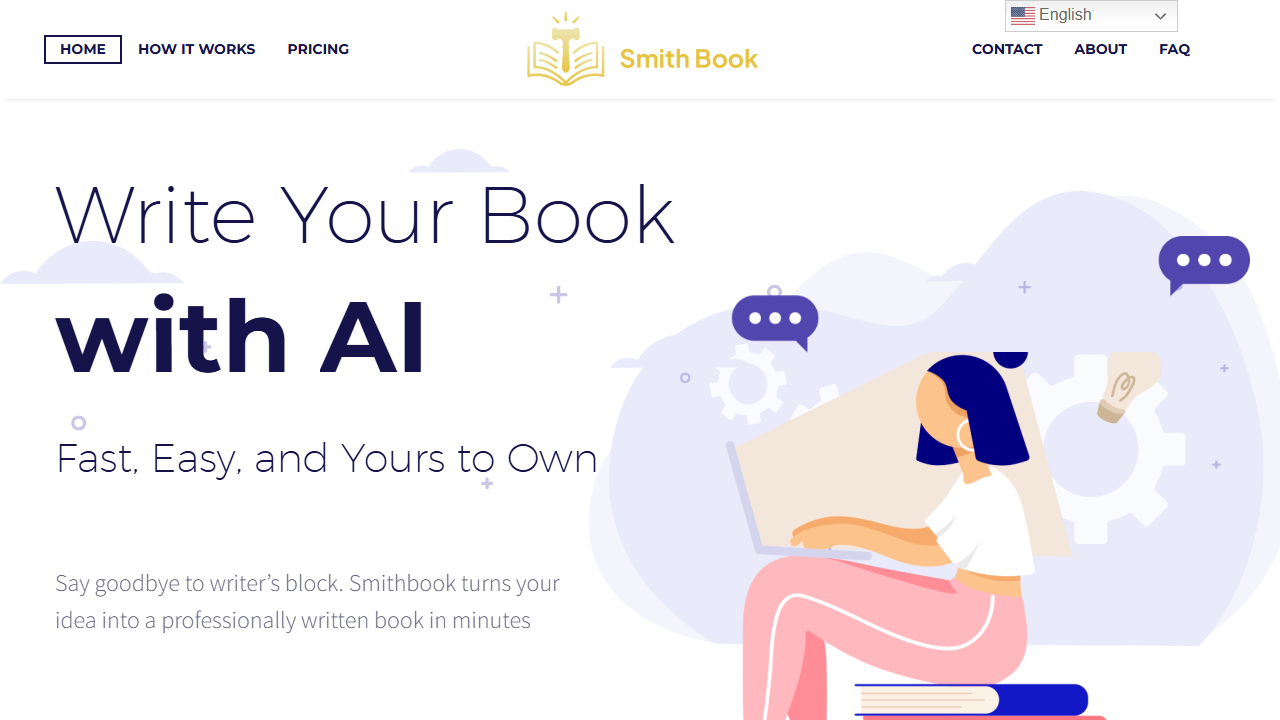 English
HOME HOW IT WORKS PRICING
Smith Book
CONTACT ABOUT FAQ
Write Your Book
with AI
Fast, Easy, and Yours to Own
Say goodbye to writer’s block. Smithbook turns your
idea into a professionally written book in minutes